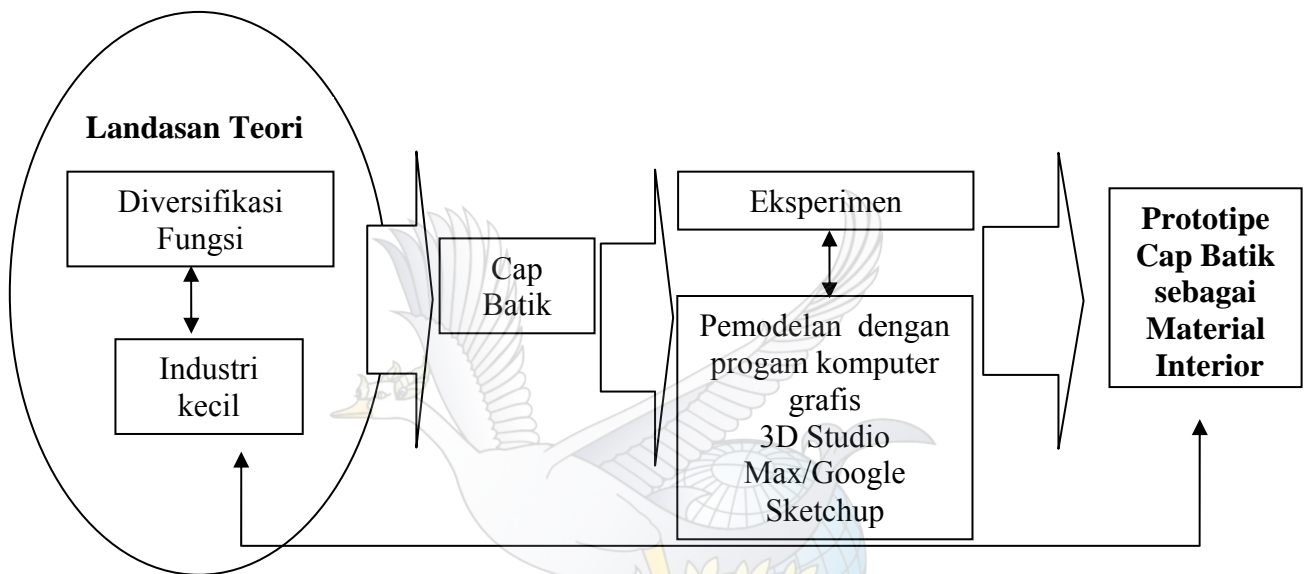 Landasan Teori
Diversifikasi
Fungsi
Industri
kecil
Cap
Batik
Eksperimen
Pemodelan dengan
progam komputer
grafis
3D Studio
Max/Google
Sketchup
Prototipe
Cap Batik
sebagai
Material
Interior